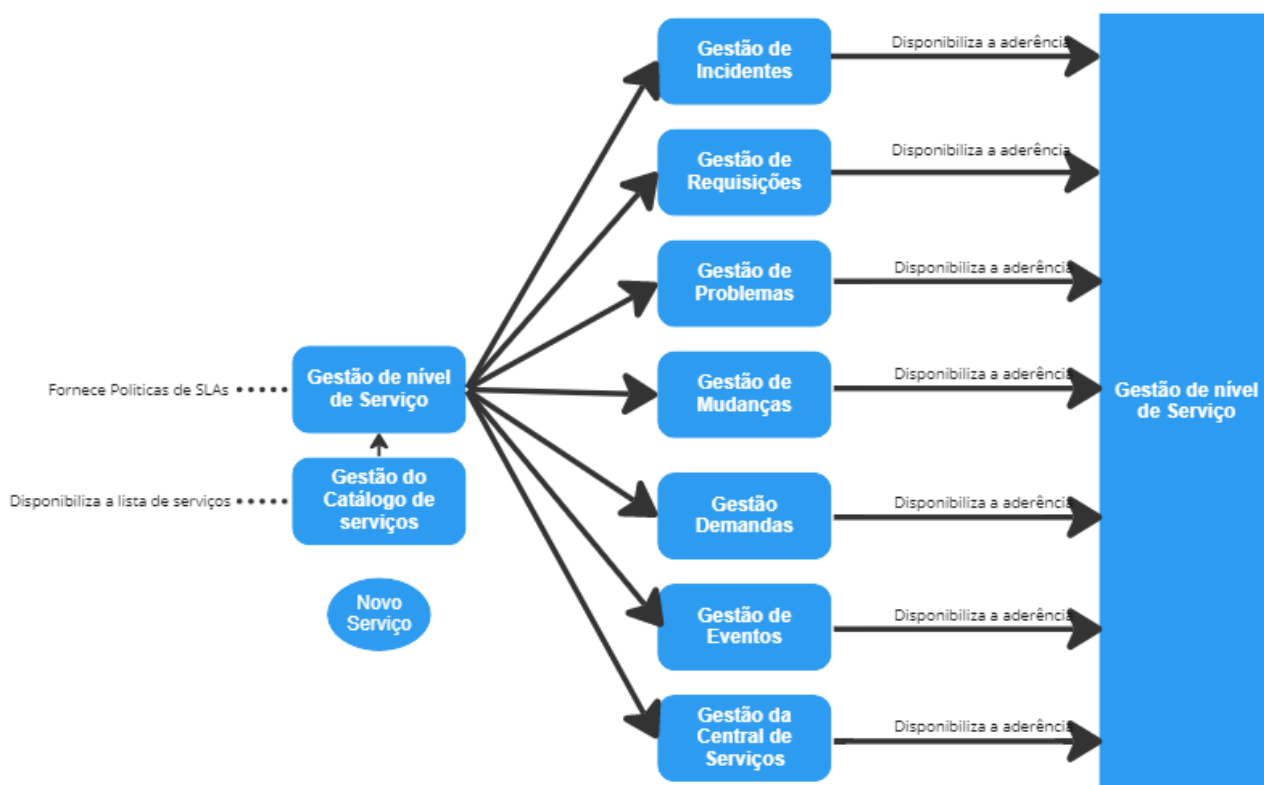 Gestão de
Incidentes
Disponibiliza a aderência
Gestão de
Requisições
Disponibiliza a aderência
Gestão de
Problemas
Disponibiliza a aderência
Fornece Politicas de SLAs
Gestão de nível
de Serviço
Gestão de
Mudanças
Disponibiliza a aderência
Gestão de nível
de Serviço
Disponibiliza a lista de serviços
Gestão do
Catálogo de
serviços
Gestão
Demandas
Disponibiliza a aderência
Novo
Serviço
Gestão de
Eventos
Disponibiliza a aderência
Gestão da
Central de
Serviços
Disponibiliza a aderência